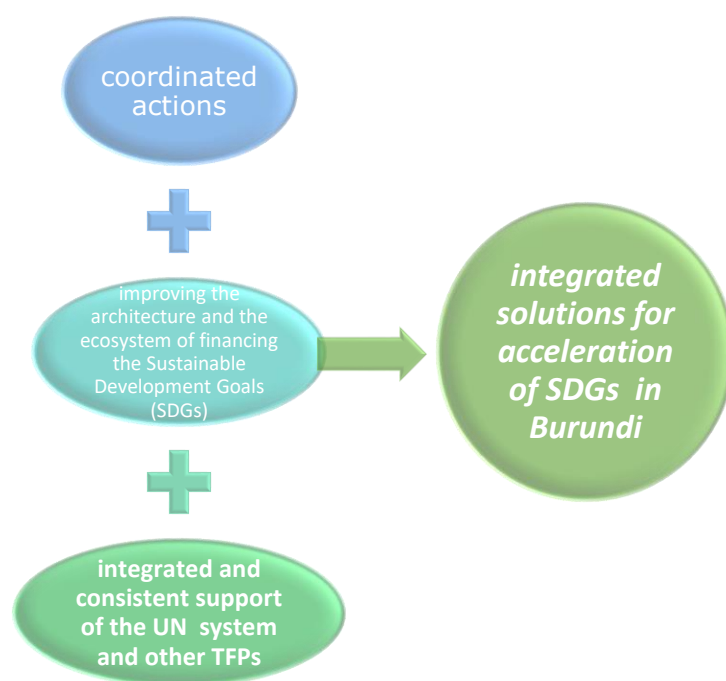 coordinated
actions
improving the
architecture and the
ecosystem of financing
the Sustainable
Development Goals
(SDGs)
integrated and
consistent support
of the UN system
and other TFPs
integrated
solutions for
acceleration
of SDGs in
Burundi